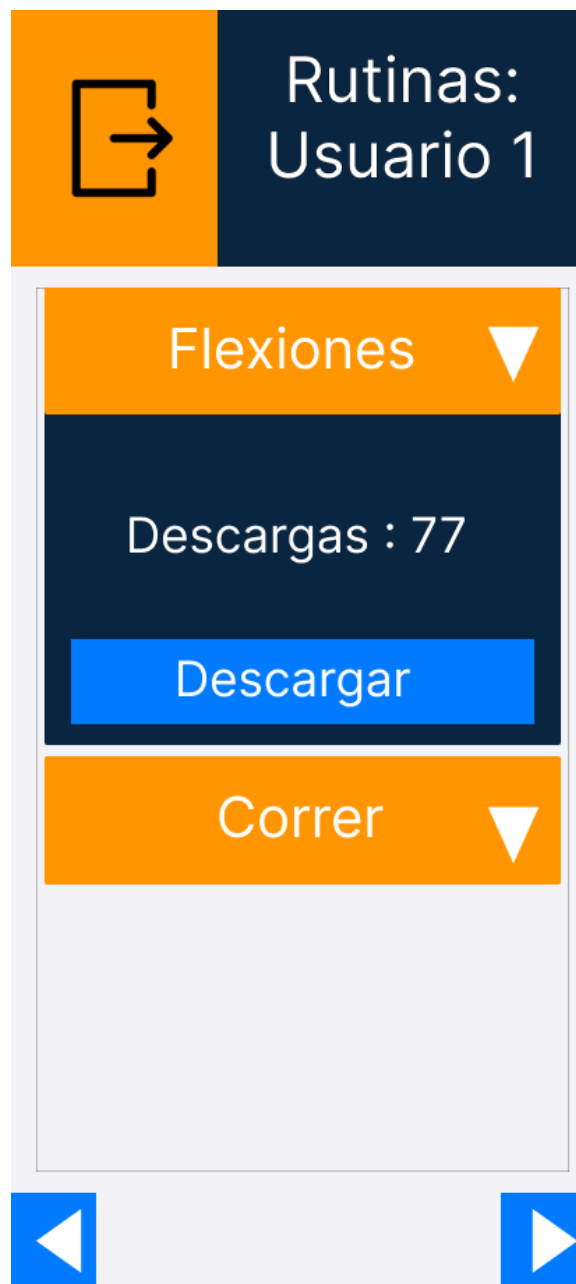 Rutinas:
Usuario 1
Flexiones
Descargas : 77
Descargar
Correr